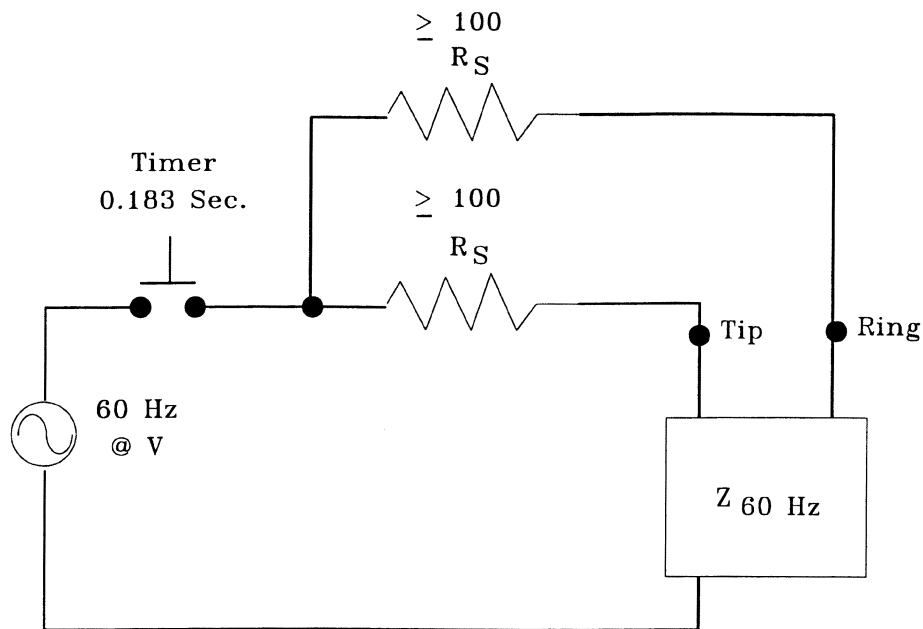 ≥ 100
R_S
Timer
0.183 Sec.
≥ 100
R_S
Tip
Ring
60 Hz
@ V
Z 60 Hz